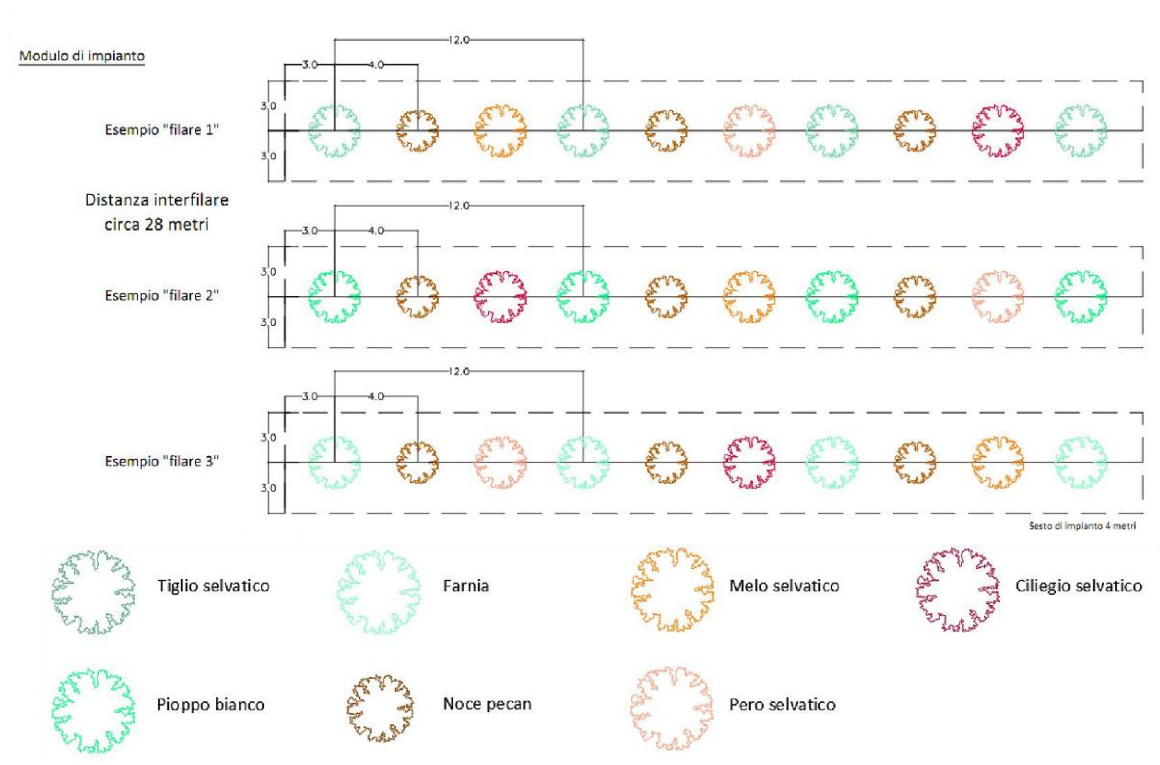 12.0
Modulo di impianto
3.0 4.0
3.0
Esempio "filare 1"
3.0
Distanza interfilare
circa 28 metri
12.0
3.0 4.0
3.0
Esempio "filare 2"
3.0
12.0
3.0 4.0
3.0
Esempio "filare 3"
3.0
Sesto di impianto 4 metri
Tiglio selvatico Farnia Melo selvatico Ciliegio selvatico
Pioppo bianco Noce pecan Pero selvatico